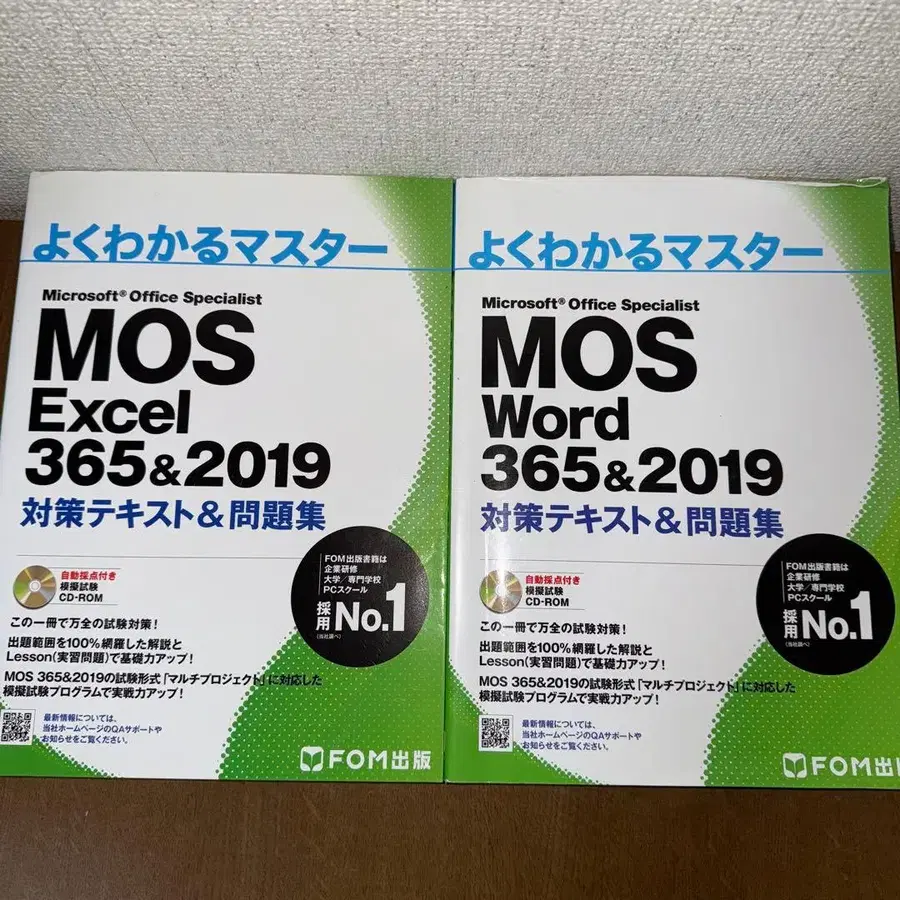 よくわかるマスター
Microsoft® Office Specialist
MOS
Excel
365&2019
対策テキスト&問題集
自動採点付き
模擬試験
CD-ROM
FOM出版書籍は
企業研修
大学/専門学校
PCスクール
採用No.1
(当社調べ)
この一冊で万全の試験対策!
出題範囲を100%網羅した解説と
Lesson(実習問題)で基礎力アップ!
MOS 365&2019の試験形式「マルチプロジェクト」に対応した
模擬試験プログラムで実戦力アップ!
最新情報については、
当社ホームページのQAサポートや
お知らせをご覧ください。
FOM出版
よくわかるマスター
Microsoft® Office Specialist
MOS
Word
365&2019
対策テキスト&問題集
自動採点付き
模擬試験
CD-ROM
FOM出版書籍は
企業研修
大学/専門学校
PCスクール
採用No.1
(当社調べ)
この一冊で万全の試験対策!
出題範囲を100%網羅した解説と
Lesson(実習問題)で基礎力アップ!
MOS 365&2019の試験形式「マルチプロジェクト」に対応した
模擬試験プログラムで実戦力アップ!
最新情報については、
当社ホームページのQAサポートや
お知らせをご覧ください。
FOM出版